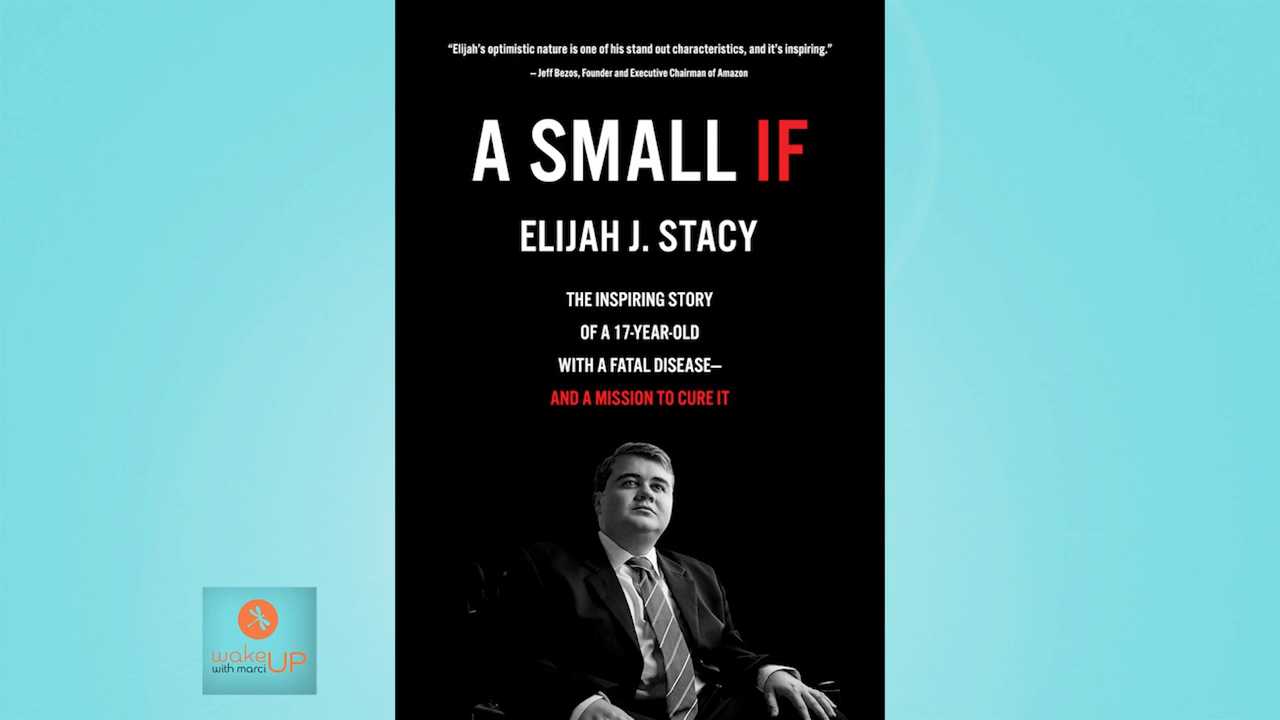 “Elijah’s optimistic nature is one of his stand out characteristics, and it’s inspiring.”
– Jeff Bezos, Founder and Executive Chairman of Amazon
A SMALL IF
ELIJAH J. STACY
THE INSPIRING STORY
OF A 17-YEAR-OLD
WITH A FATAL DISEASE–
AND A MISSION TO CURE IT
wake UP
with marci